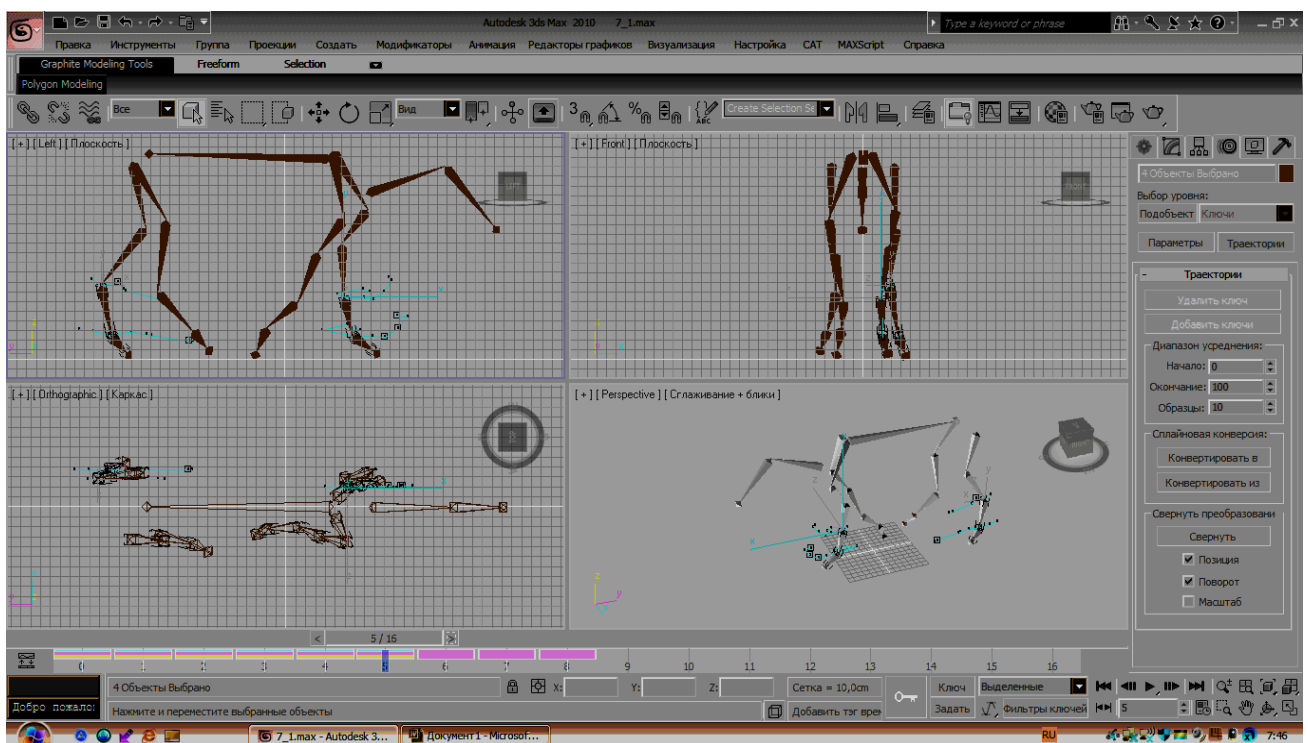 Autodesk 3ds Max 2010 7_1.max
Type a keyword or phrase
Правка Инструменты Группа Проекции Создать Модификаторы Анимация Редакторы графиков Визуализация Настройка CAT MAXScript Справка
Graphite Modeling Tools Freeform Selection
Polygon Modeling
Все Вид 3 Create Selection Se
[ + ] [ Left ] [ Плоскость ]
[ + ] [ Front ] [ Плоскость ]
4 Объекты Выбрано
Выбор уровня:
Подобъект Ключи
Параметры Траектории
- Траектории
Удалить ключ
Добавить ключи
Диапазон усреднения:
Начало: 0
Окончание: 100
Образцы: 10
[ + ] [ Orthographic ] [ Каркас ]
[ + ] [ Perspective ] [ Сглаживание + блики ]
Сплайновая конверсия:
Конвертировать в
Конвертировать из
Свернуть преобразовани
Свернуть
Позиция
Поворот
Масштаб
< 5 / 16 >
0 1 2 3 4 5 6 7 8 9 10 11 12 13 14 15 16
4 Объекты Выбрано X: Y: Z: Сетка = 10,0cm Ключ Выделенные
Добро пожало: Нажмите и переместите выбранные объекты Добавить тэг врем Задать Фильтры ключей 5
7_1.max - Autodesk 3... Документ1 - Microsof... RU 7:46